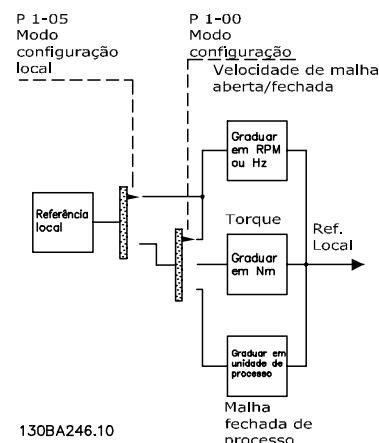 P 1-05
Modo
configuração
local
P 1-00
Modo
configuração
Velocidade de malha
aberta/fechada
Graduar
em RPM
ou Hz
Referência
local
Torque
Graduar
em Nm
Ref.
Local
Graduar em
unidade de
processo
Malha
fechada de
processo
130BA246.10